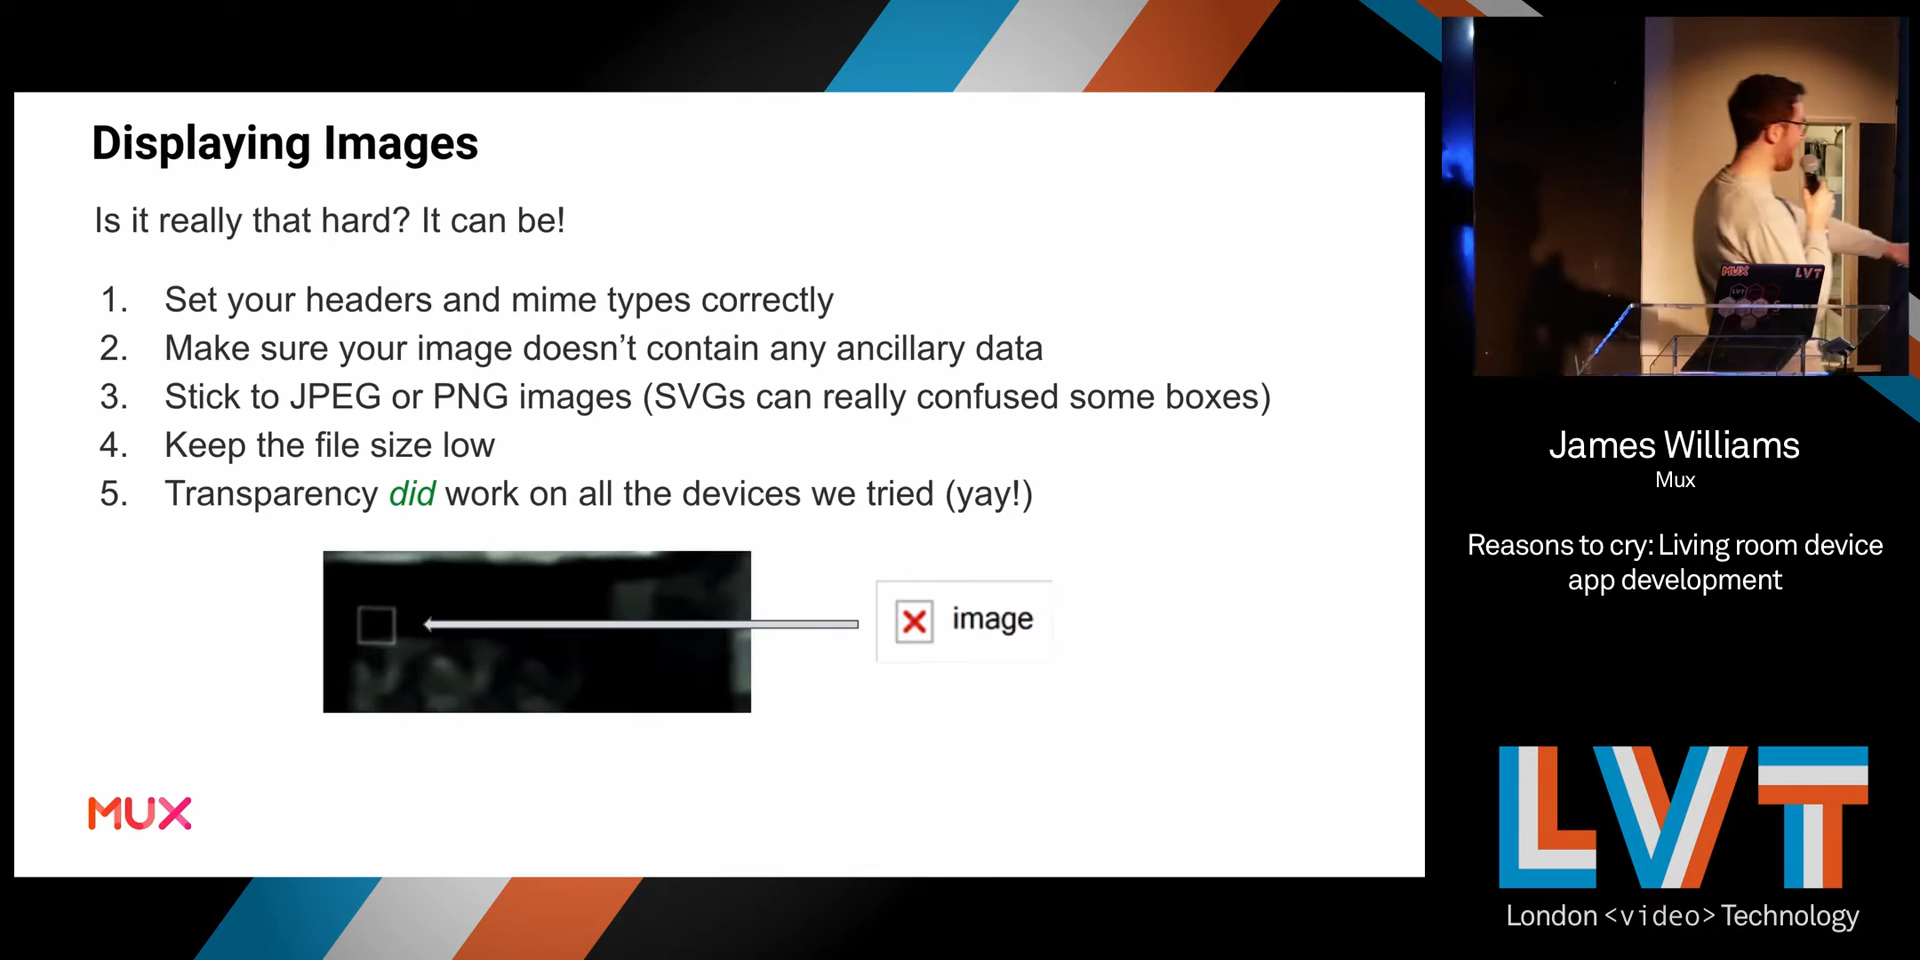 Displaying Images
Is it really that hard? It can be!
1. Set your headers and mime types correctly
2. Make sure your image doesn't contain any ancillary data
3. Stick to JPEG or PNG images (SVGs can really confused some boxes)
4. Keep the file size low
5. Transparency did work on all the devices we tried (yay!)
image
MUX
MUX LVT
James Williams
Mux
Reasons to cry: Living room device
app development
LVT
London <video> Technology